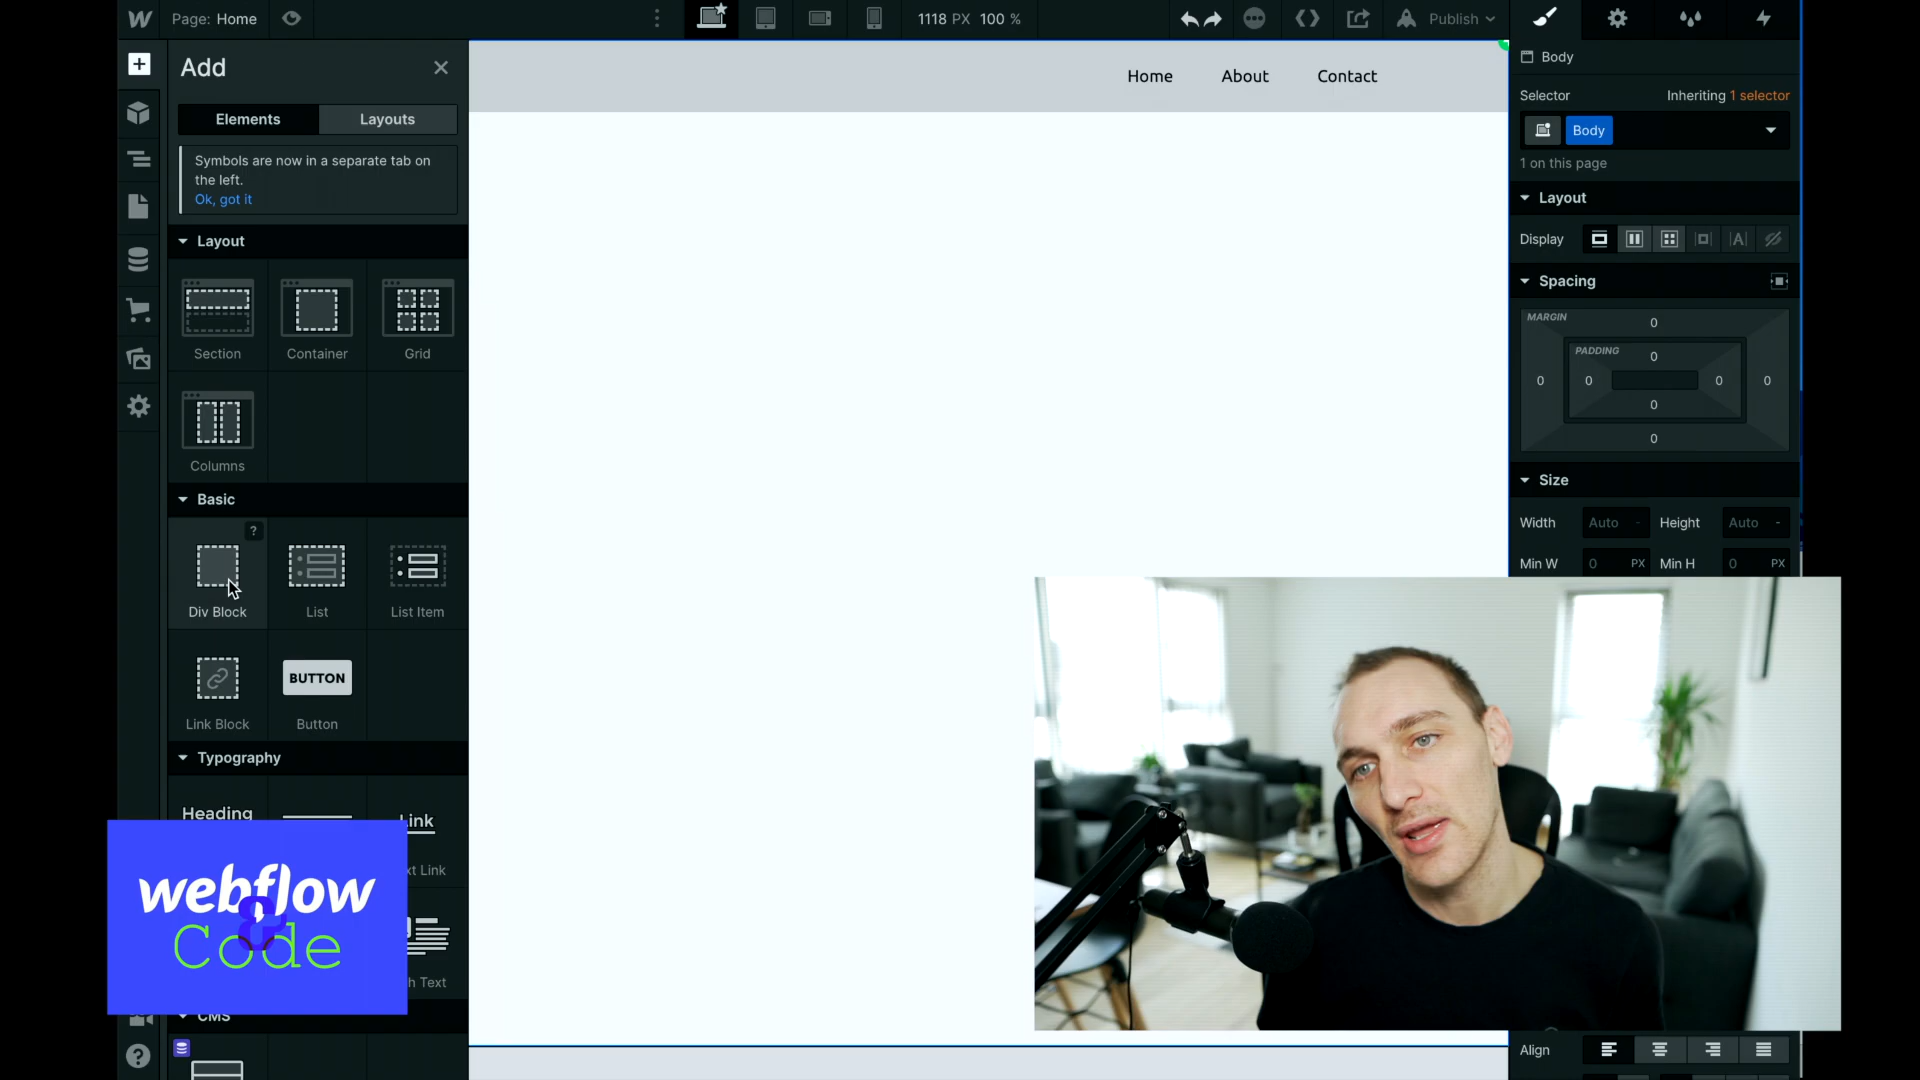 Page: Home
1118 PX 100 %
Publish
Add
Elements
Layouts
Symbols are now in a separate tab on
the left.
Ok, got it
Layout
Section
Container
Grid
Columns
Basic
?
Div Block
List
List Item
BUTTON
Link Block
Button
Typography
Heading
Link
xt Link
h Text
CMS
webflow
&
Code
Home
About
Contact
Body
Selector
Inheriting 1 selector
Body
1 on this page
Layout
Display
Spacing
MARGIN
0
PADDING
0
0 0 0 0
0
0
Size
Width Auto - Height Auto -
Min W 0 PX Min H 0 PX
Align